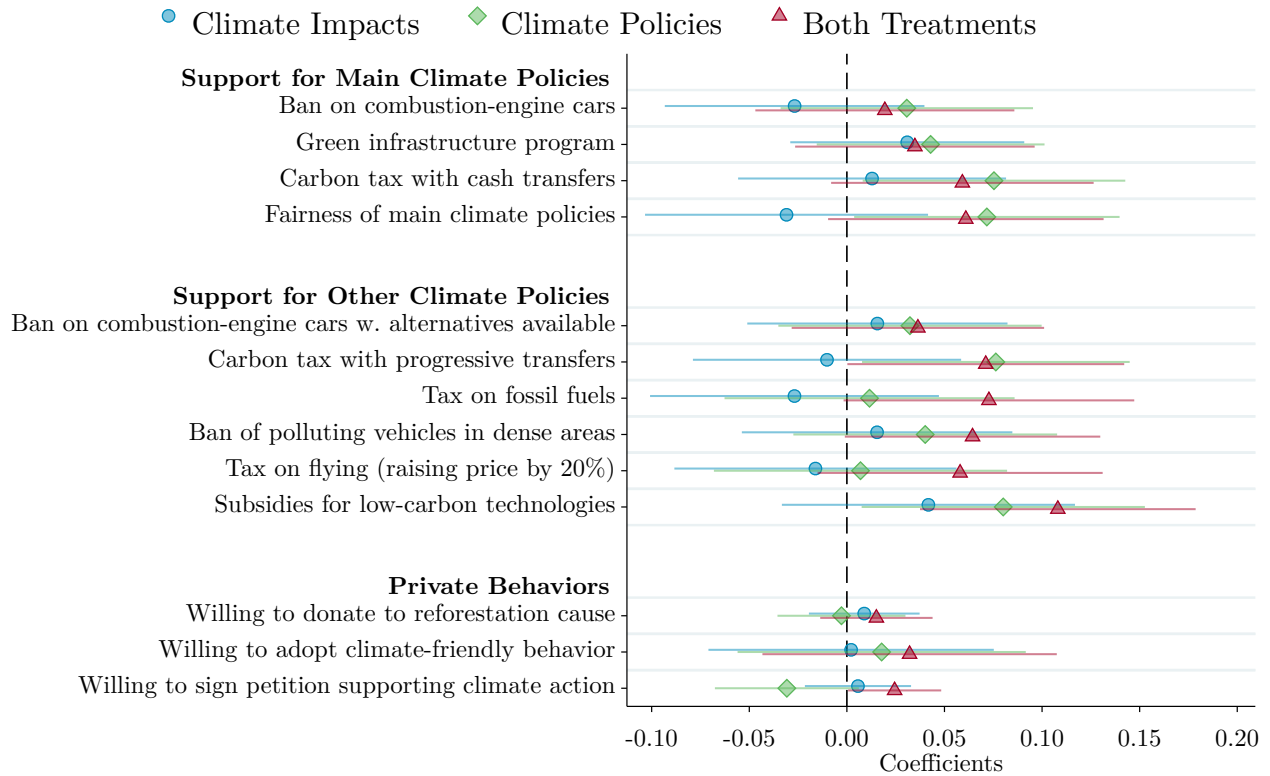 Climate Impacts Climate Policies Both Treatments
Support for Main Climate Policies
Ban on combustion-engine cars
Green infrastructure program
Carbon tax with cash transfers
Fairness of main climate policies
Support for Other Climate Policies
Ban on combustion-engine cars w. alternatives available
Carbon tax with progressive transfers
Tax on fossil fuels
Ban of polluting vehicles in dense areas
Tax on flying (raising price by 20%)
Subsidies for low-carbon technologies
Private Behaviors
Willing to donate to reforestation cause
Willing to adopt climate-friendly behavior
Willing to sign petition supporting climate action
-0.10 -0.05 0.00 0.05 0.10 0.15 0.20
Coefficients